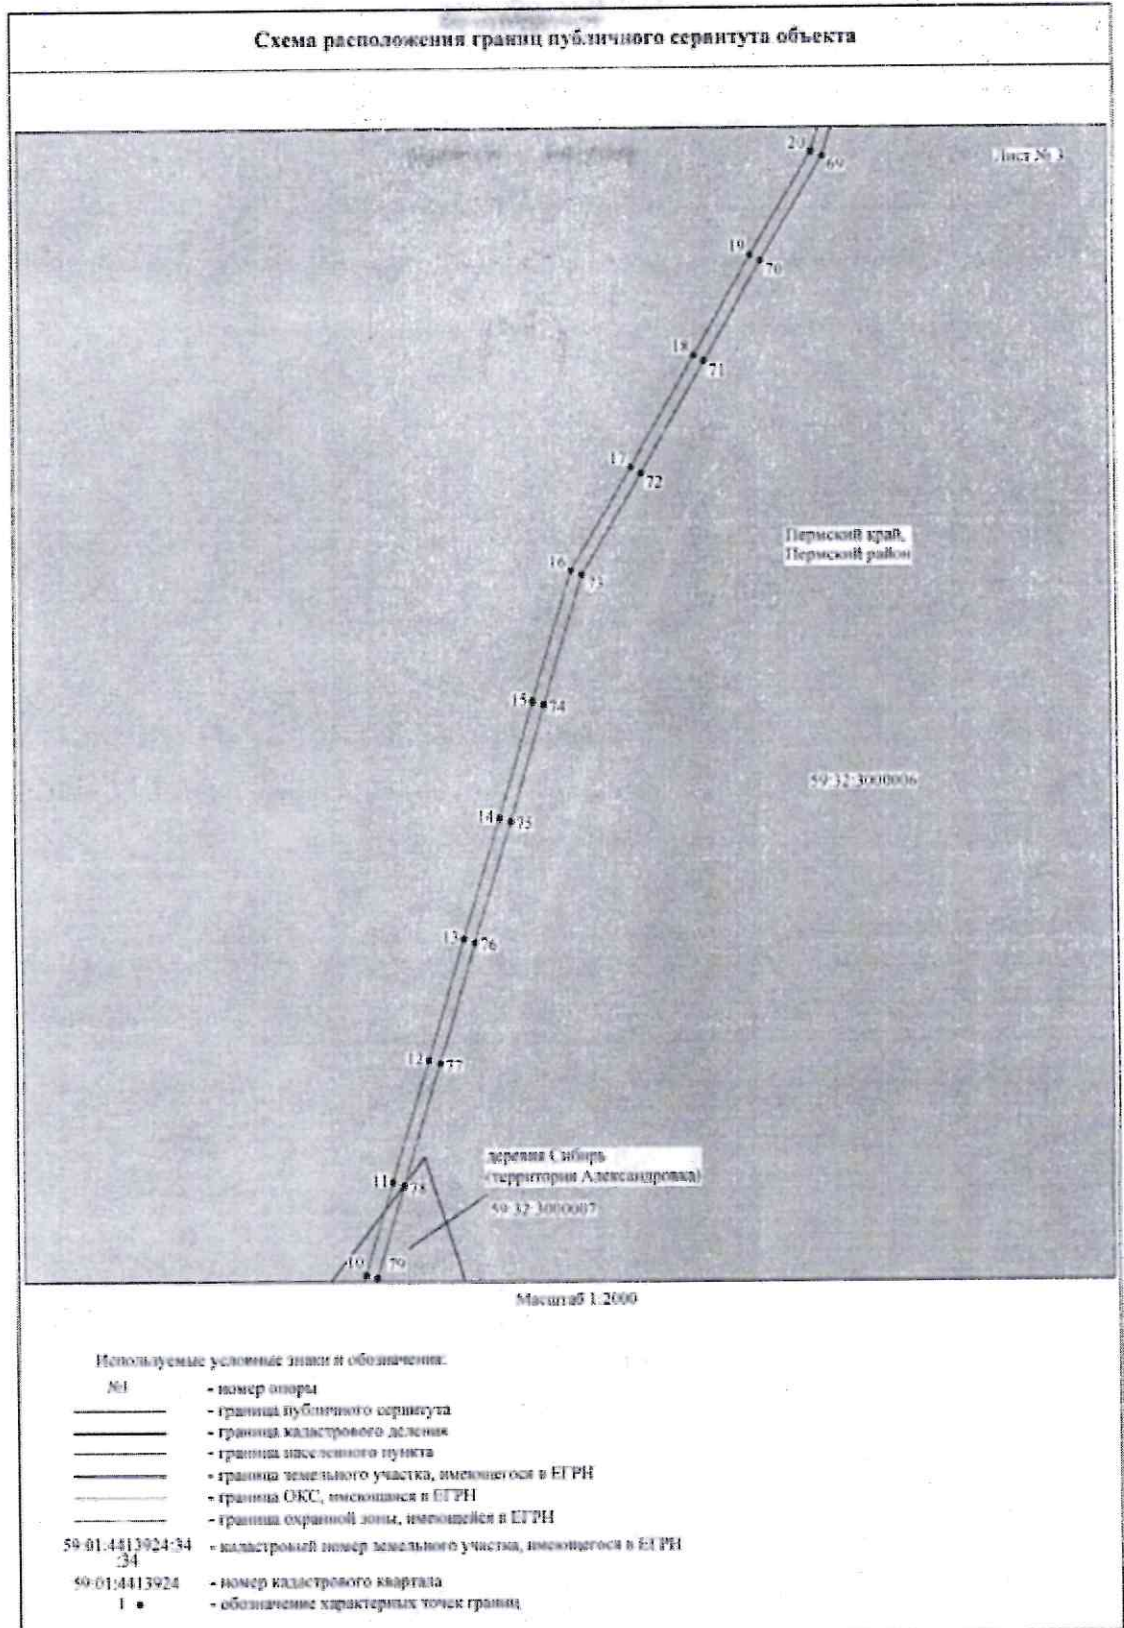 Схема расположения границ публичного сервитута объекта
Лист № 3
20
69
19
70
18
71
17
72
Пермский край,
Пермский район
16
73
15
74
59:32:3000006
14
75
13
76
12
77
деревня Сибирь
(территория Александровка)
11
78
59:32:3000007
10
79
Масштаб 1:2000
Используемые условные знаки и обозначения:
№1 - номер опоры
- граница публичного сервитута
- граница кадастрового деления
- граница населенного пункта
- граница земельного участка, имеющегося в ЕГРН
- граница ОКС, имеющаяся в ЕГРН
- граница охранной зоны, имеющейся в ЕГРН
59:01:4413924:34 - кадастровый номер земельного участка, имеющегося в ЕГРН
:34
59:01:4413924 - номер кадастрового квартала
1 - обозначение характерных точек границ